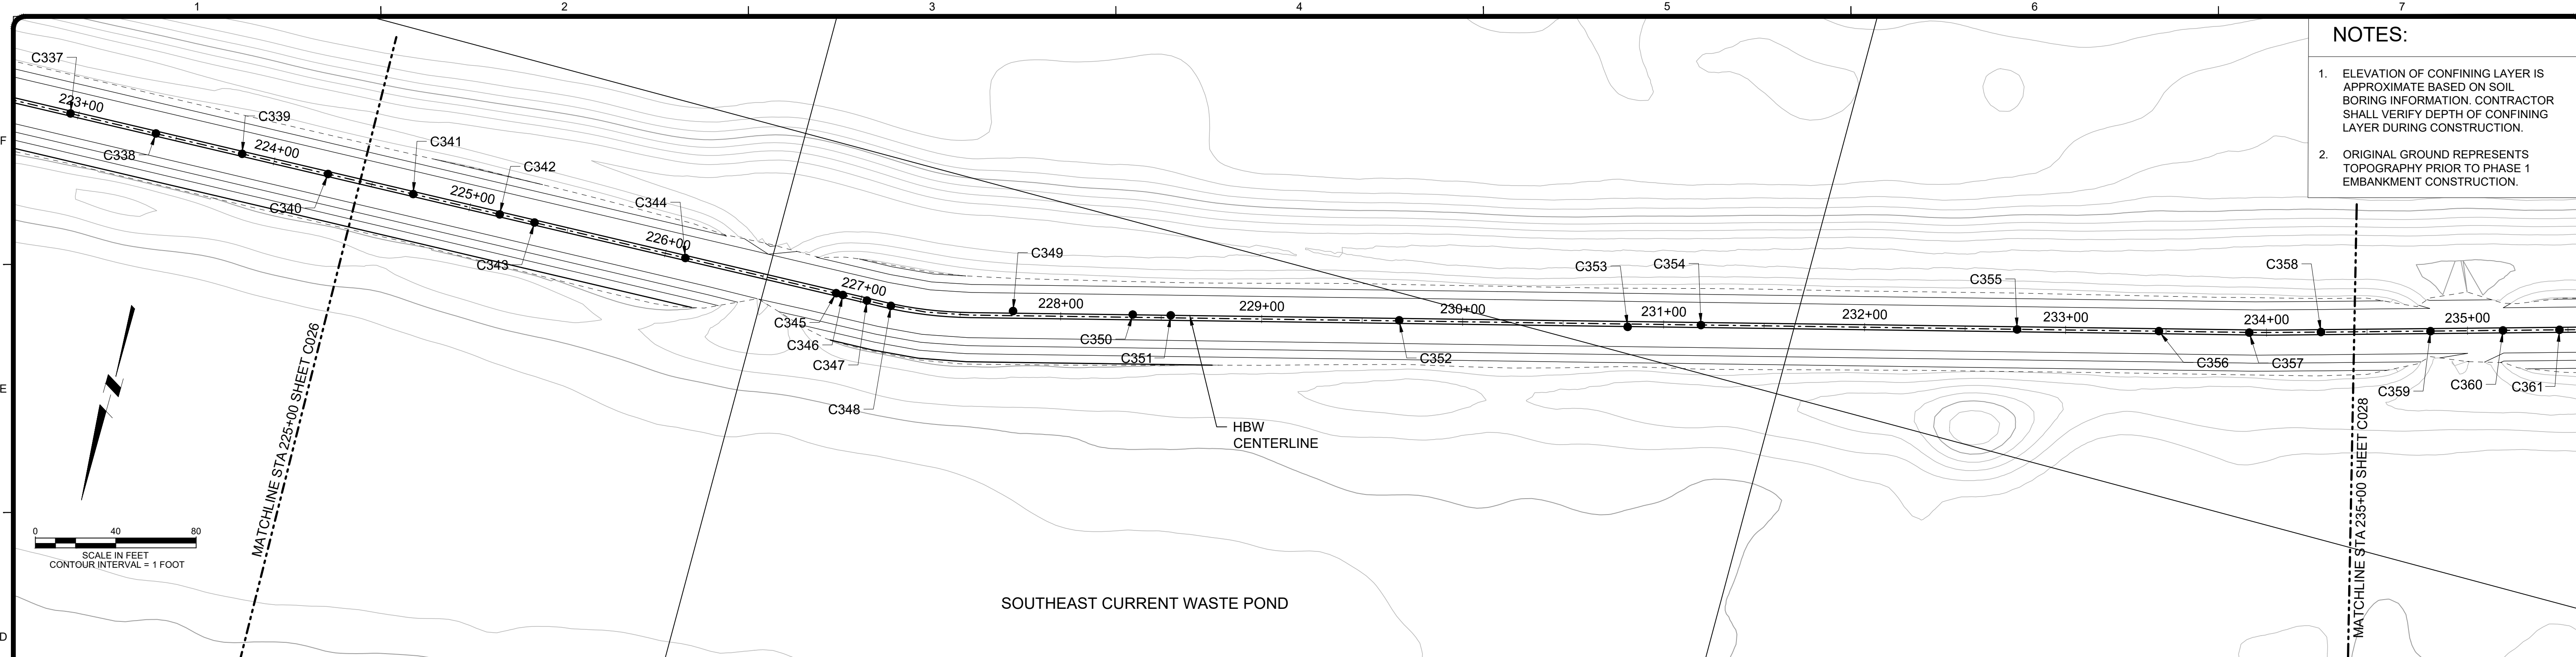 1 2 3 4 5 6 7
NOTES:
1. ELEVATION OF CONFINING LAYER IS
APPROXIMATE BASED ON SOIL
BORING INFORMATION. CONTRACTOR
SHALL VERIFY DEPTH OF CONFINING
LAYER DURING CONSTRUCTION.
2. ORIGINAL GROUND REPRESENTS
TOPOGRAPHY PRIOR TO PHASE 1
EMBANKMENT CONSTRUCTION.
F
E
D
C337
223+00
C338
C339
224+00
C340
C341
225+00
C342
C343
C344
226+00
227+00
C345
C346
C347
C348
C349
228+00
C350
C351
229+00
HBW
CENTERLINE
230+00
C352
C353
C354
231+00
232+00
C355
233+00
C356
C357
C358
234+00
235+00
C359
C360
C361
MATCHLINE STA 225+00 SHEET C026
MATCHLINE STA 235+00 SHEET C028
0 40 80
SCALE IN FEET
CONTOUR INTERVAL = 1 FOOT
SOUTHEAST CURRENT WASTE POND